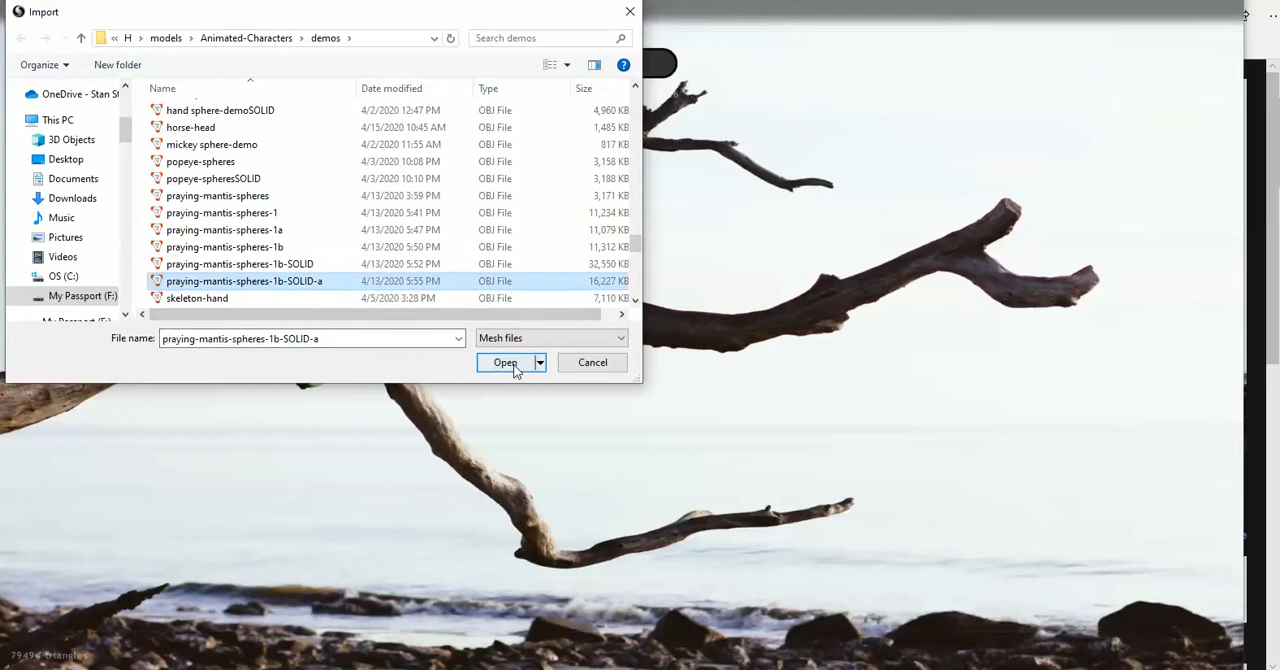 Import
« H > models > Animated-Characters > demos >
Search demos
Organize
New folder
Name Date modified Type Size
OneDrive - Stan St
This PC
3D Objects
Desktop
Documents
Downloads
Music
Pictures
Videos
OS (C:)
My Passport (F:)
hand sphere-demoSOLID 4/2/2020 12:47 PM OBJ File 4,960 KB
horse-head 4/15/2020 10:45 AM OBJ File 1,485 KB
mickey sphere-demo 4/2/2020 11:55 AM OBJ File 817 KB
popeye-spheres 4/3/2020 10:08 PM OBJ File 3,158 KB
popeye-spheresSOLID 4/3/2020 10:10 PM OBJ File 3,188 KB
praying-mantis-spheres 4/13/2020 3:59 PM OBJ File 3,171 KB
praying-mantis-spheres-1 4/13/2020 5:41 PM OBJ File 11,234 KB
praying-mantis-spheres-1a 4/13/2020 5:47 PM OBJ File 11,079 KB
praying-mantis-spheres-1b 4/13/2020 5:50 PM OBJ File 11,312 KB
praying-mantis-spheres-1b-SOLID 4/13/2020 5:52 PM OBJ File 32,550 KB
praying-mantis-spheres-1b-SOLID-a 4/13/2020 5:55 PM OBJ File 16,227 KB
skeleton-hand 4/5/2020 3:28 PM OBJ File 7,110 KB
File name: praying-mantis-spheres-1b-SOLID-a
Mesh files
Open
Cancel
79494 triangles